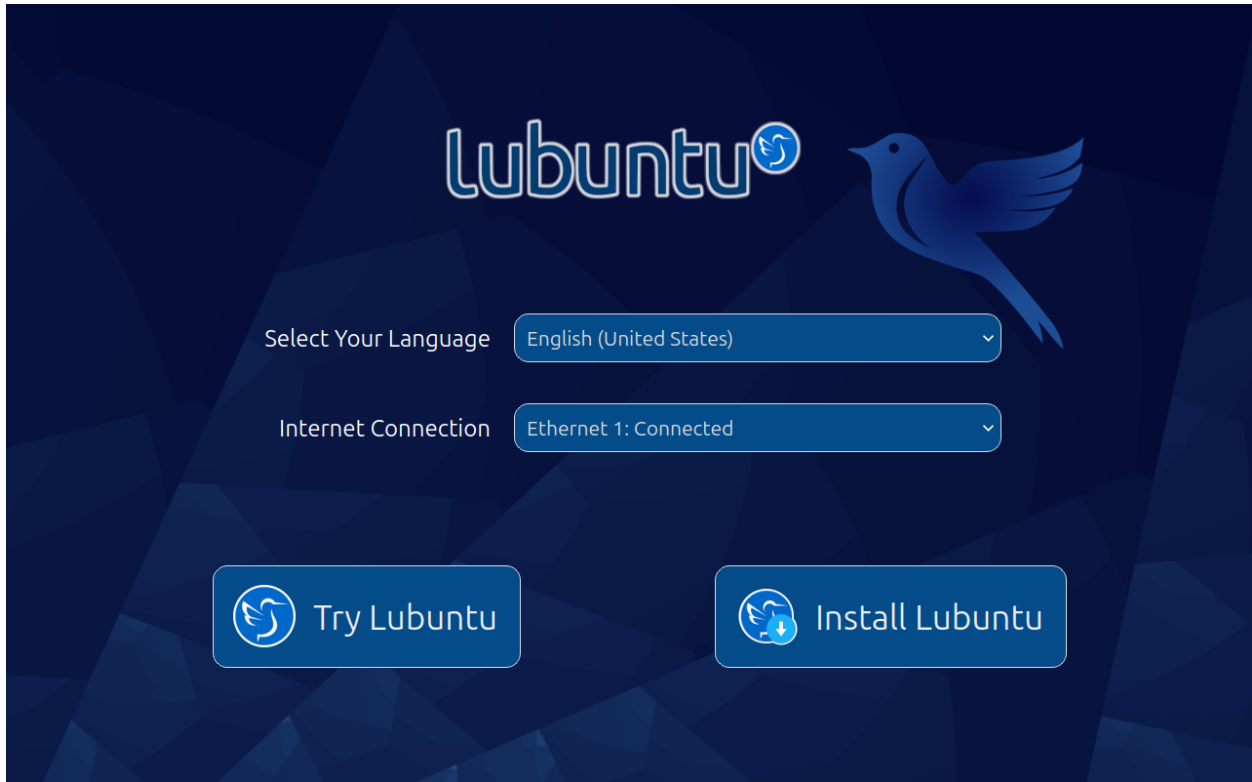 lubuntu
Select Your Language English (United States)
Internet Connection Ethernet 1: Connected
Try Lubuntu Install Lubuntu